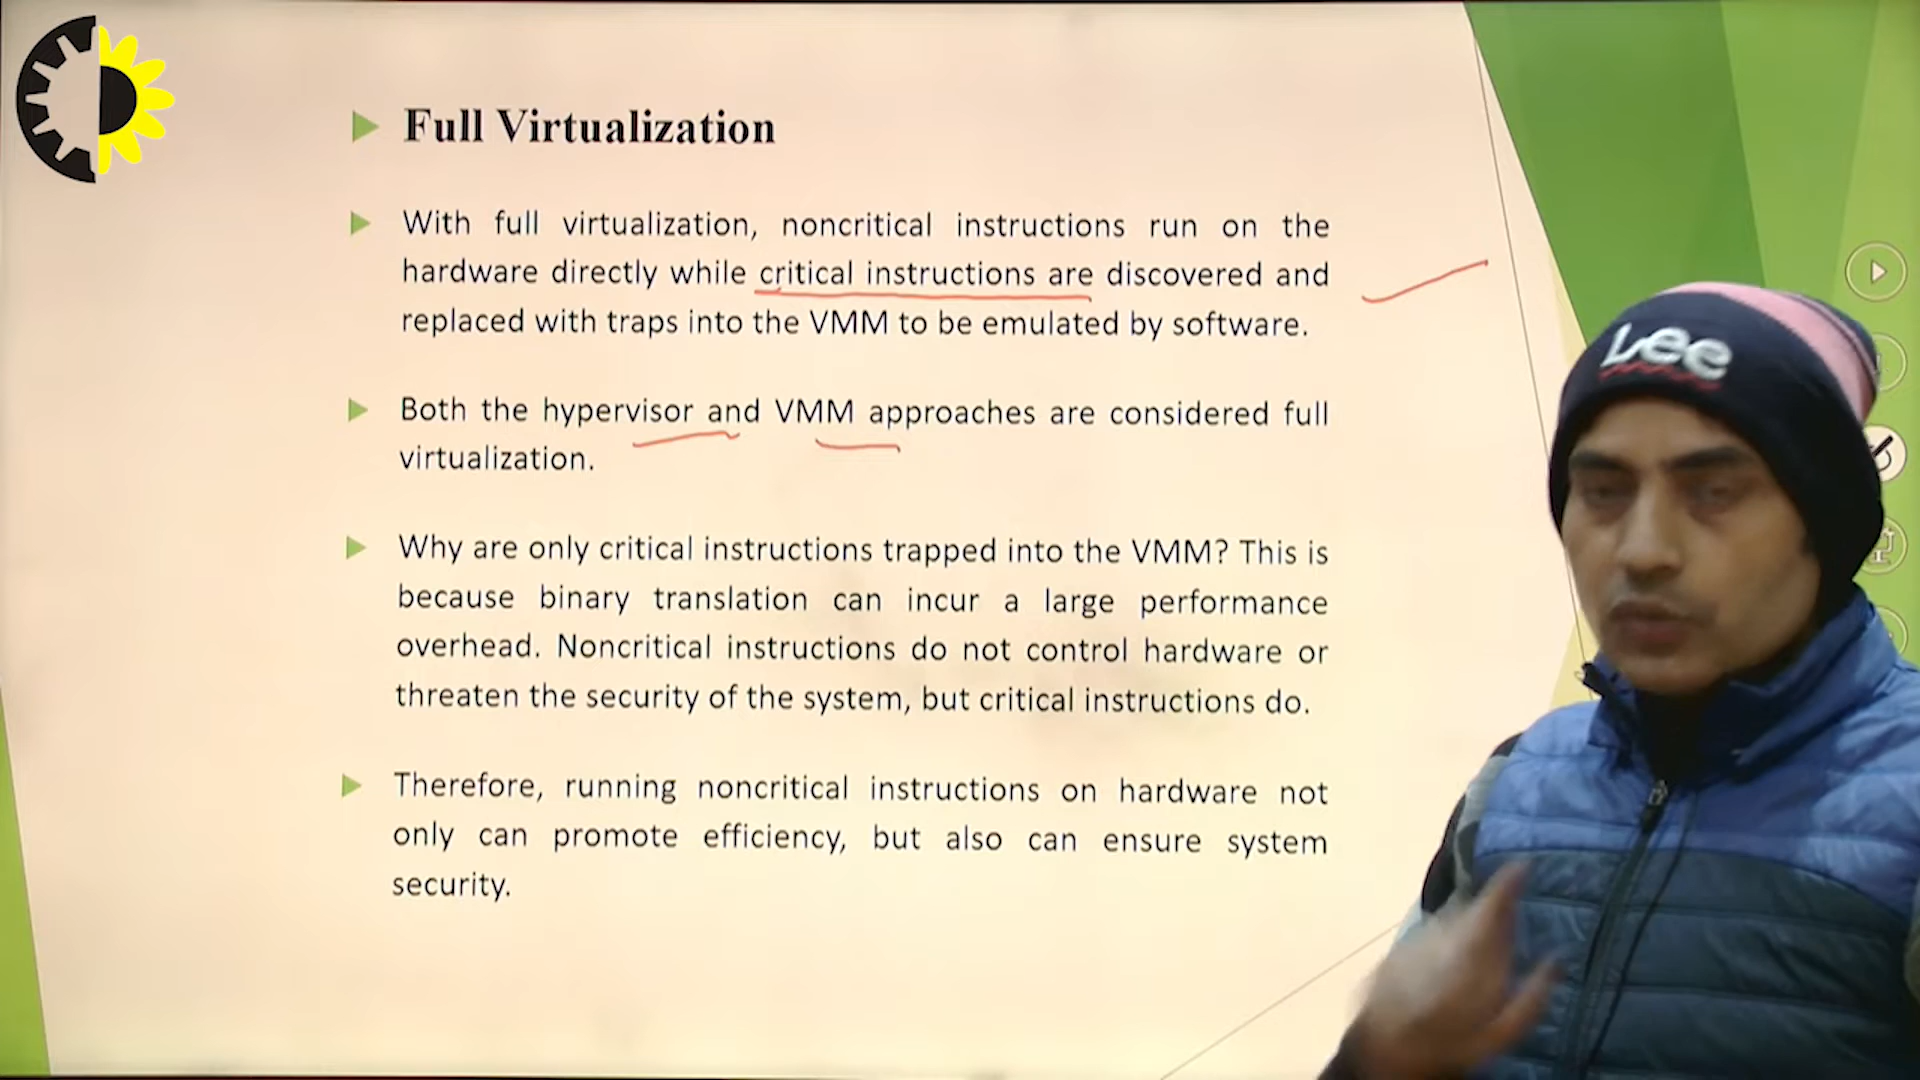 Full Virtualization
With full virtualization, noncritical instructions run on the
hardware directly while critical instructions are discovered and
replaced with traps into the VMM to be emulated by software.
Both the hypervisor and VMM approaches are considered full
virtualization.
Why are only critical instructions trapped into the VMM? This is
because binary translation can incur a large performance
overhead. Noncritical instructions do not control hardware or
threaten the security of the system, but critical instructions do.
Therefore, running noncritical instructions on hardware not
only can promote efficiency, but also can ensure system
security.
Lee